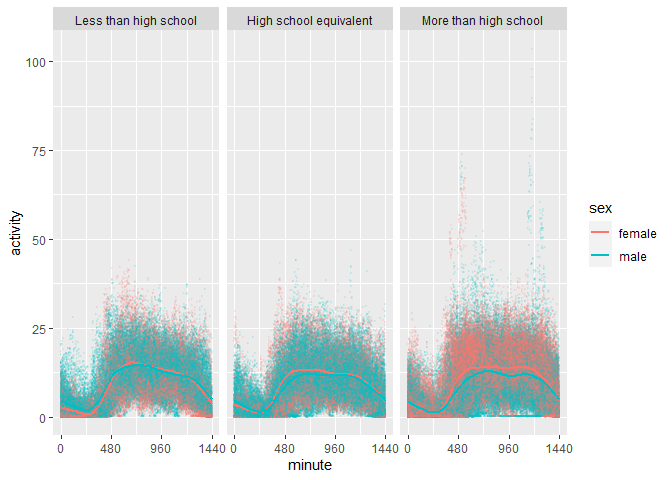 Less than high school High school equivalent More than high school
100
75
50
25
0
activity
0 480 960 1440 0 480 960 1440 0 480 960 1440
minute
sex
female
male